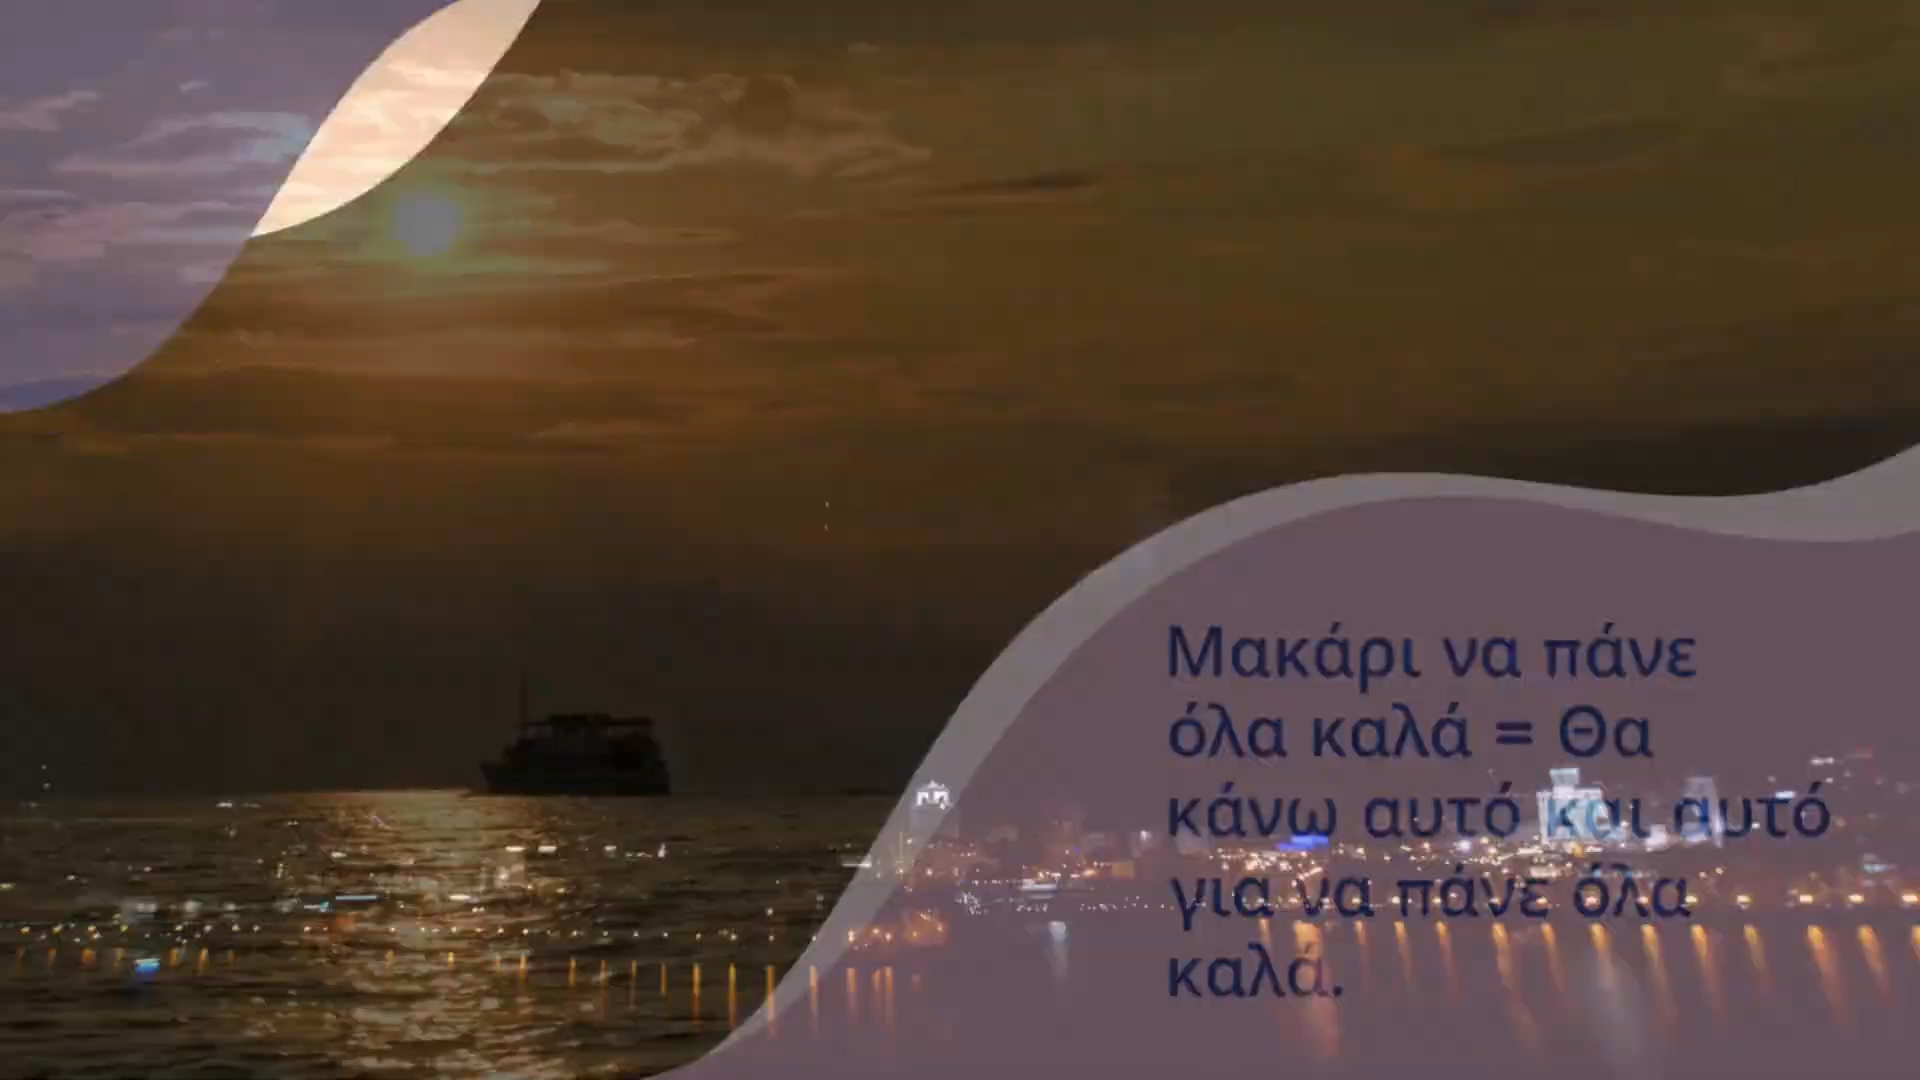 Μακάρι να πάνε
όλα καλά = Θα
κάνω αυτό και αυτό
για να πάνε όλα
καλά.